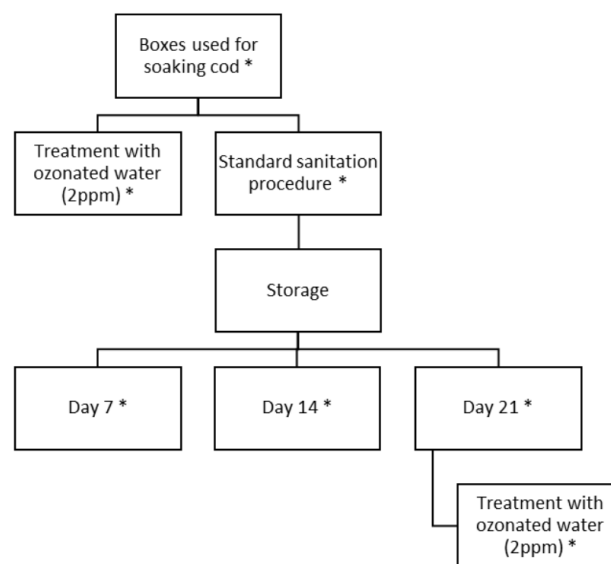 Boxes used for
soaking cod *
Treatment with
ozonated water
(2ppm) *
Standard sanitation
procedure *
Storage
Day 7 *
Day 14 *
Day 21 *
Treatment with
ozonated water
(2ppm) *